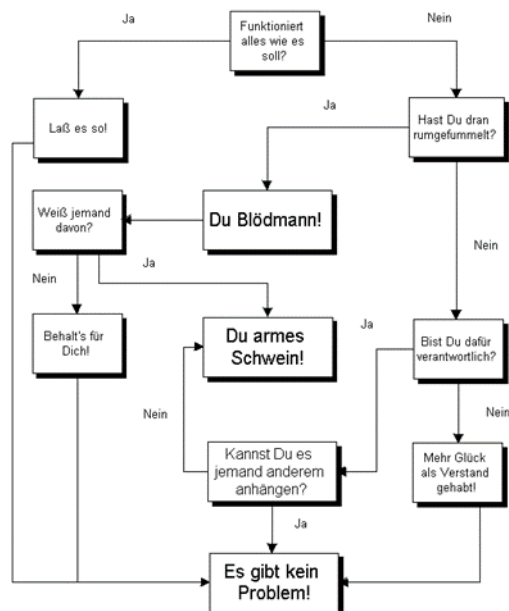 Ja
Funktioniert
alles wie es
soll?
Nein
Laß es so!
Ja
Hast Du dran
rumgefummelt?
Weiß jemand
davon?
Du Blödmann!
Nein
Nein
Ja
Behalt's für
Dich!
Du armes
Schwein!
Ja
Bist Du dafür
verantwortlich?
Nein
Nein
Kannst Du es
jemand anderem
anhängen?
Mehr Glück
als Verstand
gehabt!
Ja
Es gibt kein
Problem!